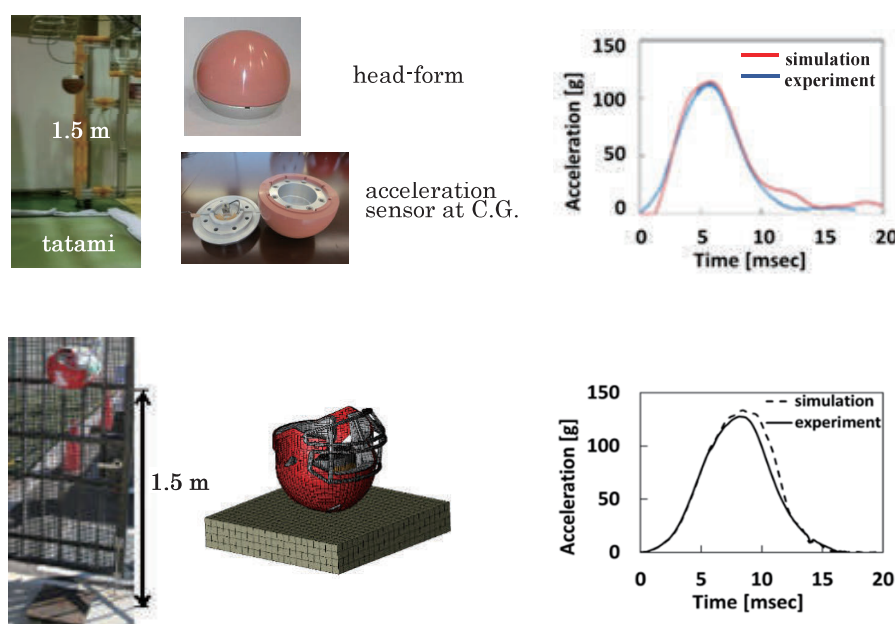 1.5 m
tatami
head-form
acceleration
sensor at C.G.
150
100
50
0
Acceleration [g]
simulation
experiment
0 5 10 15 20
Time [msec]
1.5 m
150
100
50
0
Acceleration [g]
simulation
experiment
0 5 10 15 20
Time [msec]